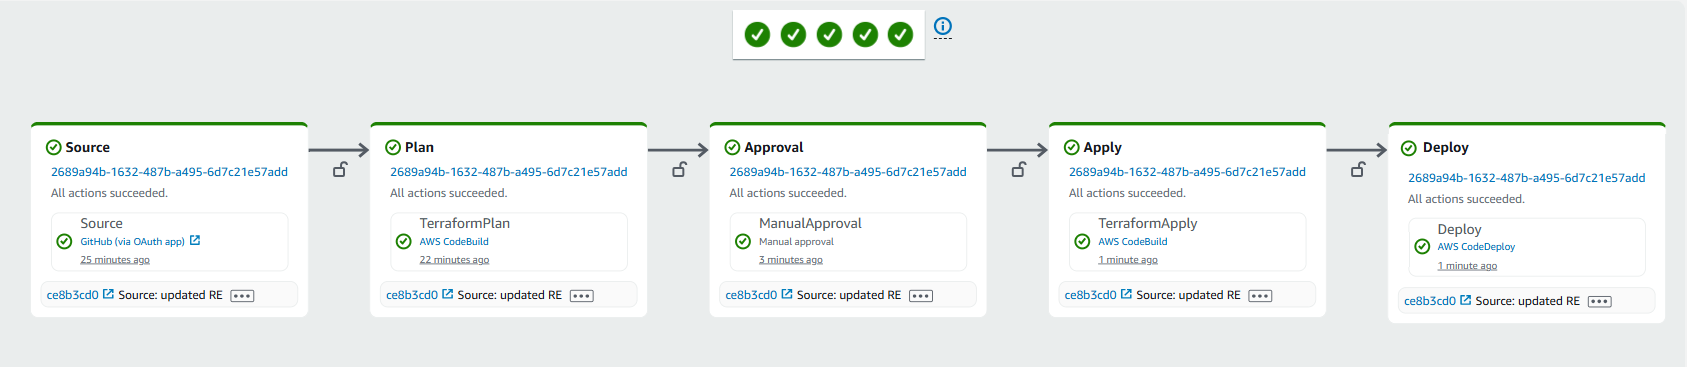 Source
2689a94b-1632-487b-a495-6d7c21e57add
All actions succeeded.
Source
GitHub (via OAuth app)
25 minutes ago
ce8b3cd0 Source: updated RE
Plan
2689a94b-1632-487b-a495-6d7c21e57add
All actions succeeded.
TerraformPlan
AWS CodeBuild
22 minutes ago
ce8b3cd0 Source: updated RE
Approval
2689a94b-1632-487b-a495-6d7c21e57add
All actions succeeded.
ManualApproval
Manual approval
3 minutes ago
ce8b3cd0 Source: updated RE
Apply
2689a94b-1632-487b-a495-6d7c21e57add
All actions succeeded.
TerraformApply
AWS CodeBuild
1 minute ago
ce8b3cd0 Source: updated RE
Deploy
2689a94b-1632-487b-a495-6d7c21e57add
All actions succeeded.
Deploy
AWS CodeDeploy
1 minute ago
ce8b3cd0 Source: updated RE